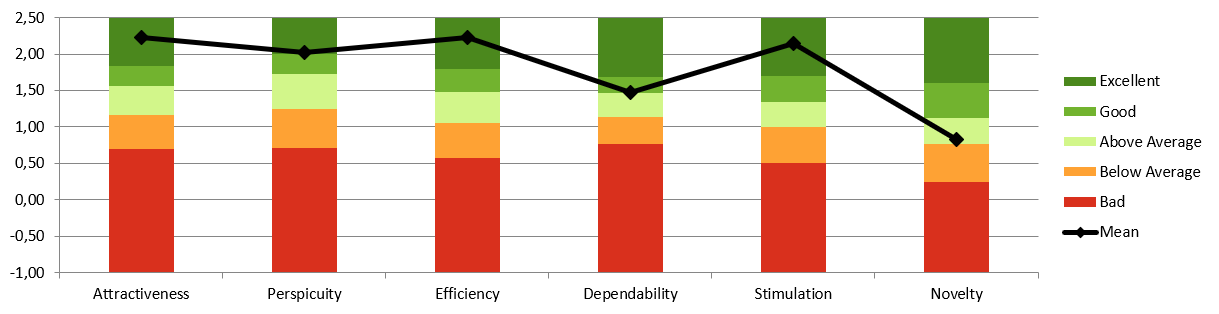 2,50
2,00
1,50
1,00
0,50
0,00
-0,50
-1,00
Attractiveness
Perspicuity
Efficiency
Dependability
Stimulation
Novelty
Excellent
Good
Above Average
Below Average
Bad
Mean